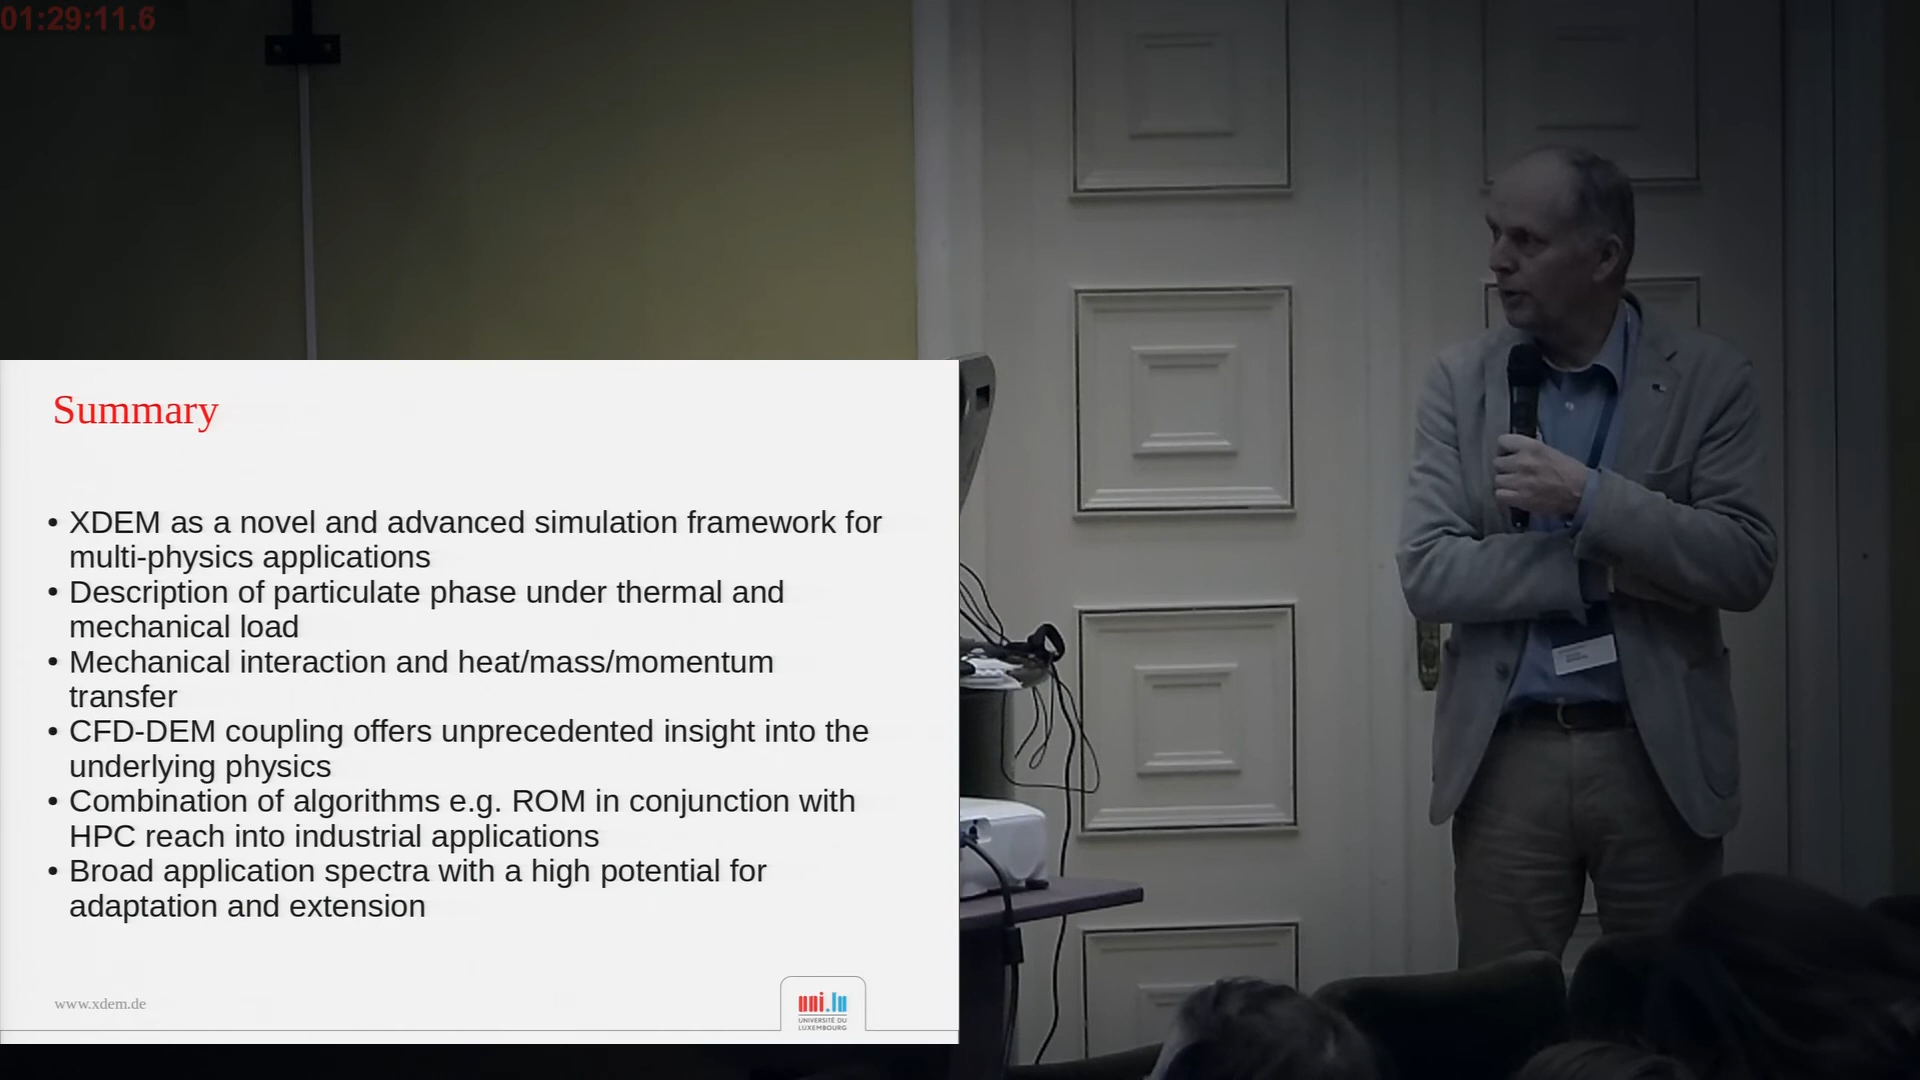 01:29:11.6
Summary
• XDEM as a novel and advanced simulation framework for
multi-physics applications
• Description of particulate phase under thermal and
mechanical load
• Mechanical interaction and heat/mass/momentum
transfer
• CFD-DEM coupling offers unprecedented insight into the
underlying physics
• Combination of algorithms e.g. ROM in conjunction with
HPC reach into industrial applications
• Broad application spectra with a high potential for
adaptation and extension
www.xdem.de
uni.lu
UNIVERSITÉ DU
LUXEMBOURG